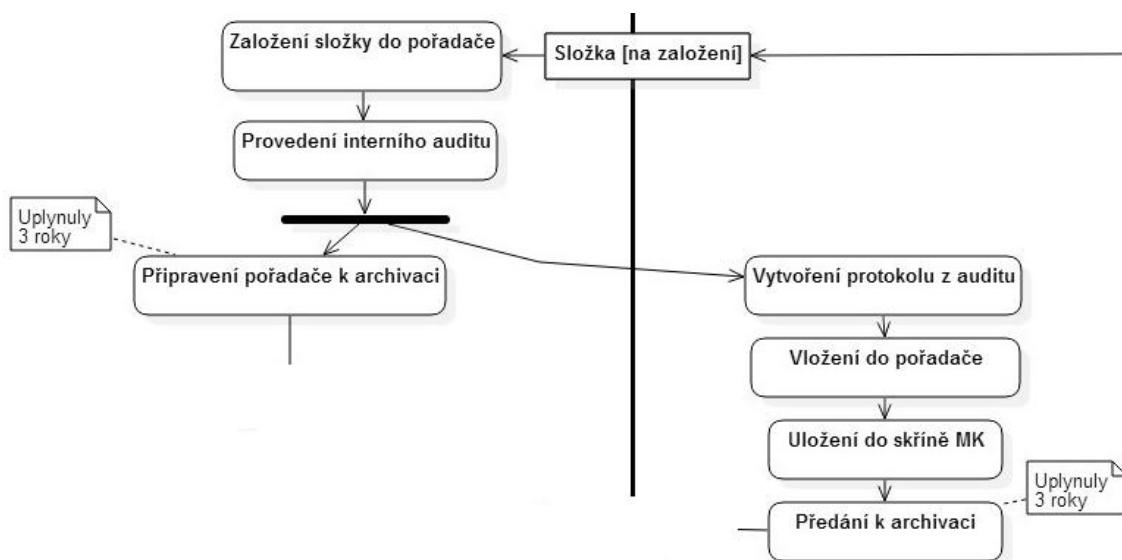 Založení složky do pořadače
Složka [na založení]
Provedení interního auditu
Uplynuly
3 roky
Připravení pořadače k archivaci
Vytvoření protokolu z auditu
Vložení do pořadače
Uložení do skříně MK
Uplynuly
3 roky
Předání k archivaci